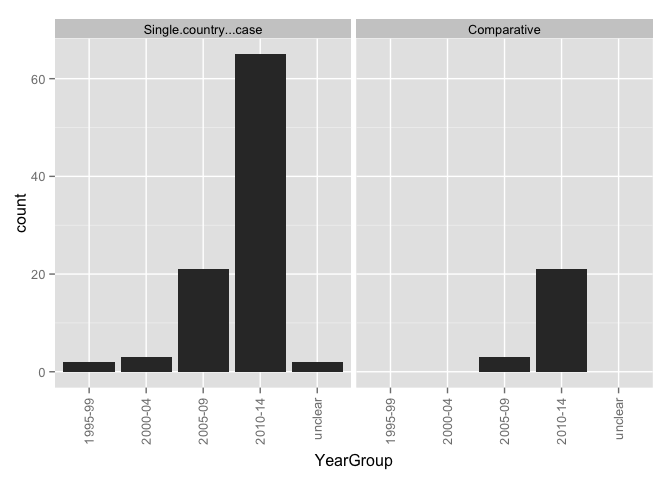 Single.country...case
Comparative
60
40
20
0
count
1995-99
2000-04
2005-09
2010-14
unclear
1995-99
2000-04
2005-09
2010-14
unclear
YearGroup